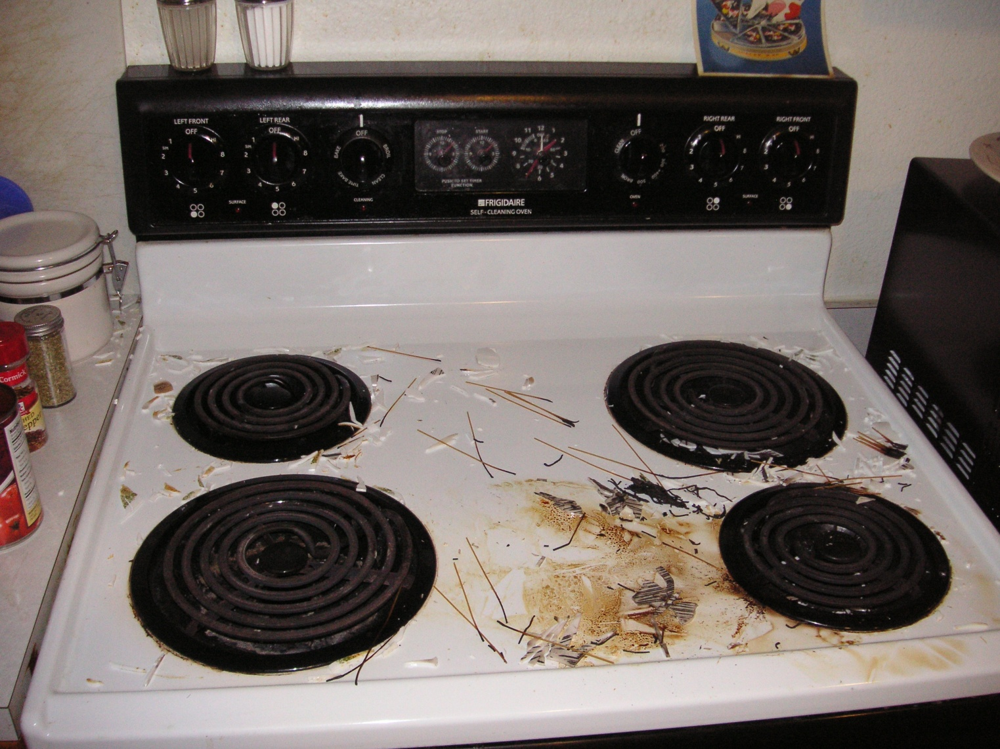 LEFT FRONT
OFF
HI
1
SIM
2
3
4
5
6
7
8
LEFT REAR
OFF
HI
1
SIM
2
3
4
5
6
7
8
OFF
BAKE
BROIL
TIME BAKE
CLEAN
STOP
START
12
11
10
9
8
7
6
5
4
3
2
PUSH TO SET TIMER
FUNCTION
OFF
CLEAN
BROIL
500
400
RIGHT REAR
OFF
HI
1
2
3
4
5
6
7
8
RIGHT FRONT
OFF
HI
1
2
3
4
5
6
7
8
SURFACE
CLEANING
FRIGIDAIRE
SELF-CLEANING OVEN
OVEN
SURFACE
Cormick